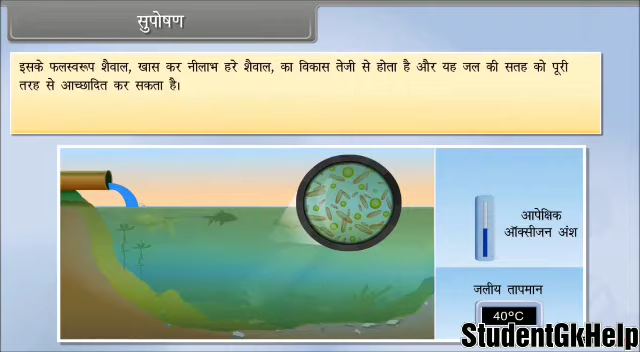 सुपोषण
इसके फलस्वरूप शैवाल, खास कर नीलाभ हरे शैवाल, का विकास तेजी से होता है और यह जल की सतह को पूरी
तरह से आच्छादित कर सकता है।
आपेक्षिक
ऑक्सीजन अंश
जलीय तापमान
40°C
StudentGkHelp